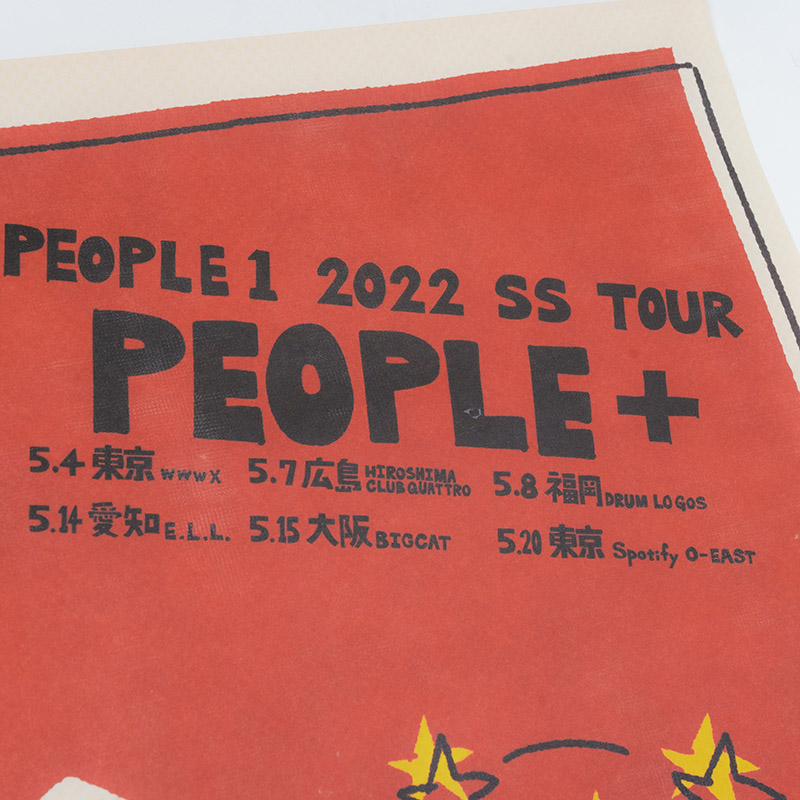 PEOPLE 1 2022 SS TOUR
PEOPLE +
5.4 東京 WWWX 5.7 広島 HIROSHIMA CLUB QUATTRO 5.8 福岡 DRUM LOGOS
5.14 愛知 E.L.L. 5.15 大阪 BIGCAT 5.20 東京 Spotify O-EAST